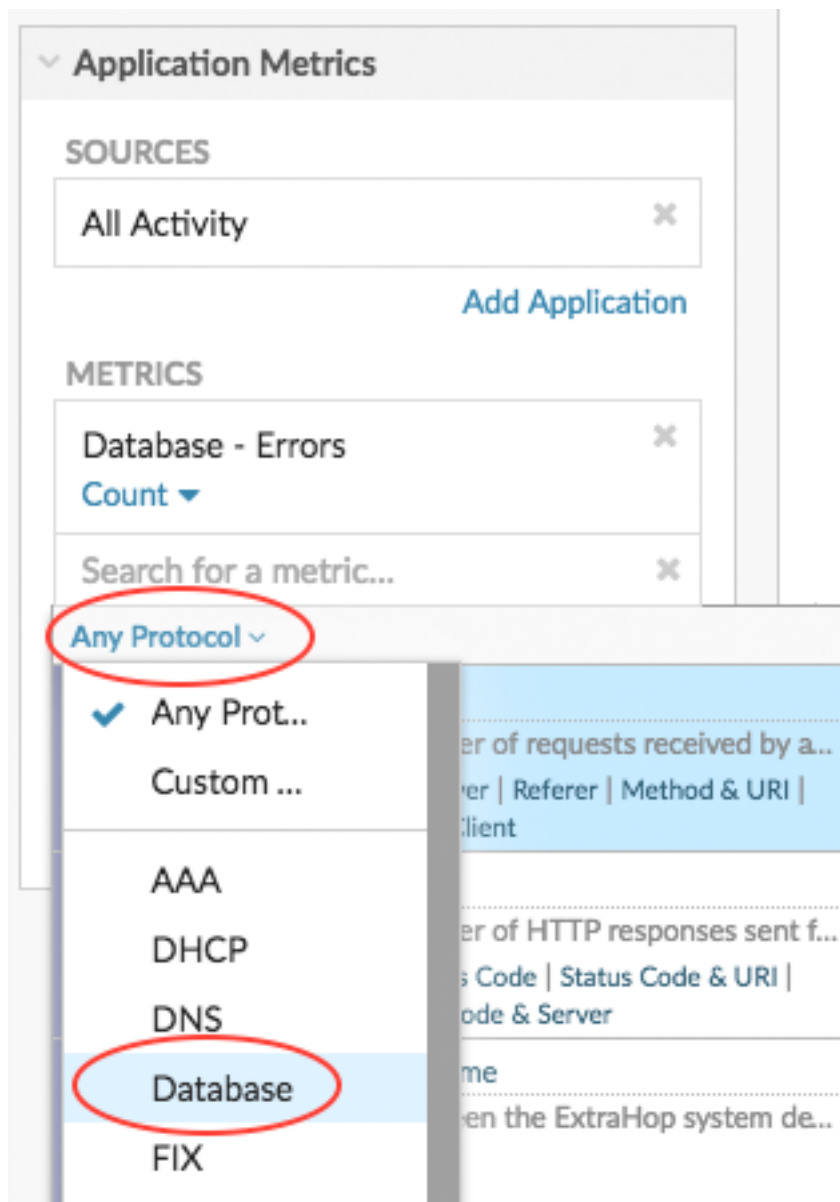 Application Metrics
SOURCES
All Activity
Add Application
METRICS
Database - Errors
Count
Search for a metric...
Any Protocol
Any Prot...
Custom ...
AAA
DHCP
DNS
Database
FIX
er of requests received by a...
ver | Referer | Method & URI |
Client
er of HTTP responses sent f...
s Code | Status Code & URI |
ode & Server
me
en the ExtraHop system de...